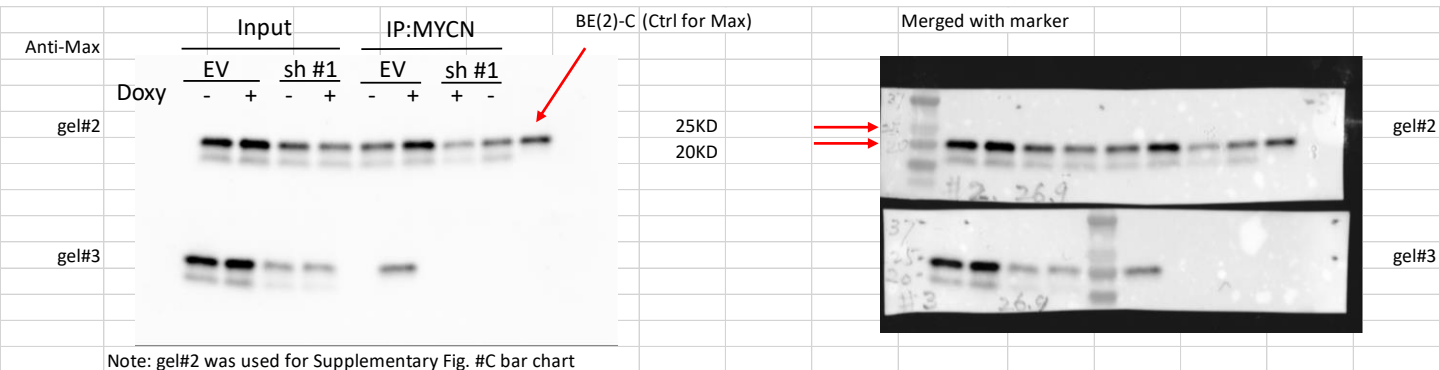 Input IP:MYCN BE(2)-C (Ctrl for Max) Merged with marker
Anti-Max
EV sh #1 EV sh #1
Doxy - + - + - + + -
gel#2 25KD gel#2
20KD
37
25
20
#2. 26.9
37
gel#3 25 gel#3
20
#3 26.9
Note: gel#2 was used for Supplementary Fig. #C bar chart